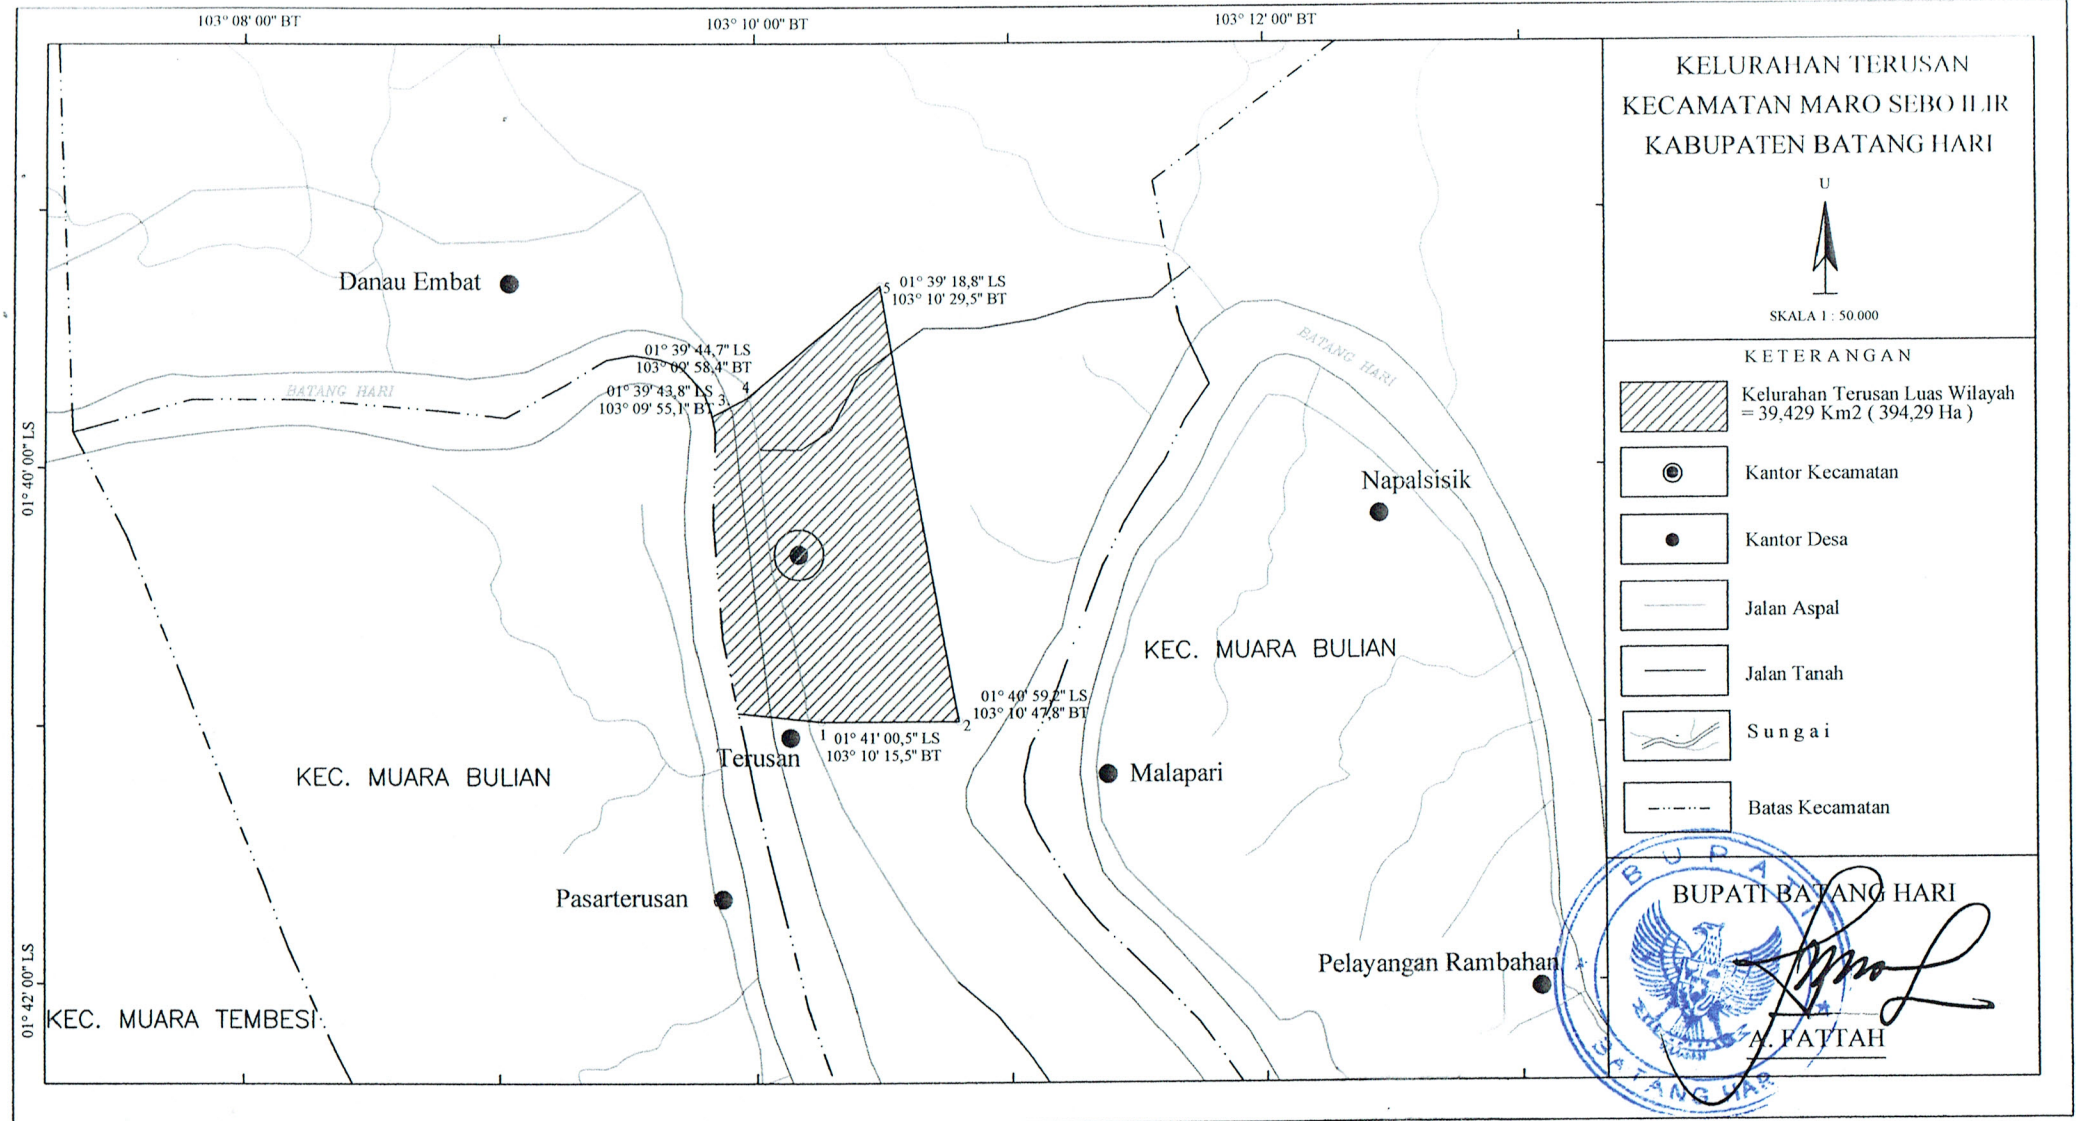 103° 08' 00" BT
103° 10' 00" BT
103° 12' 00" BT
01° 40' 00" LS
01° 42' 00" LS
Danau Embat
BATANG HARI
01° 39' 44,7" LS
103° 09' 58,4" BT
4
01° 39' 43,8" LS
103° 09' 55,1" BT
3
5
01° 39' 18,8" LS
103° 10' 29,5" BT
BATANG HARI
Napalsisik
KEC. MUARA BULIAN
01° 40' 59,2" LS
103° 10' 47,8" BT
2
1
01° 41' 00,5" LS
103° 10' 15,5" BT
Terusan
KEC. MUARA BULIAN
Malapari
Pasarterusan
Pelayangan Rambahan
KEC. MUARA TEMBESI
KELURAHAN TERUSAN
KECAMATAN MARO SEBO ILIR
KABUPATEN BATANG HARI
U
SKALA 1 : 50.000
KETERANGAN
Kelurahan Terusan Luas Wilayah
= 39,429 Km2 ( 394,29 Ha )
Kantor Kecamatan
Kantor Desa
Jalan Aspal
Jalan Tanah
Sungai
Batas Kecamatan
BUPATI BATANG HARI
A. FATTAH
BUPATI
BATANG HAR